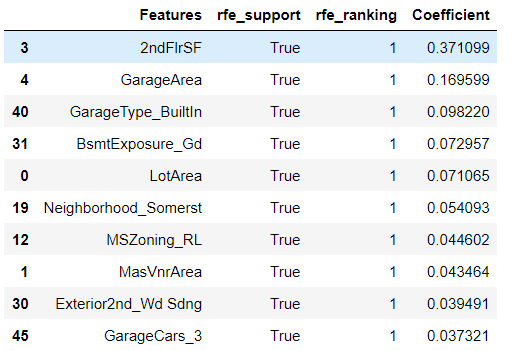 Features rfe_support rfe_ranking Coefficient
3 2ndFlrSF True 1 0.371099
4 GarageArea True 1 0.169599
40 GarageType_BuiltIn True 1 0.098220
31 BsmtExposure_Gd True 1 0.072957
0 LotArea True 1 0.071065
19 Neighborhood_Somerst True 1 0.054093
12 MSZoning_RL True 1 0.044602
1 MasVnrArea True 1 0.043464
30 Exterior2nd_Wd Sdng True 1 0.039491
45 GarageCars_3 True 1 0.037321